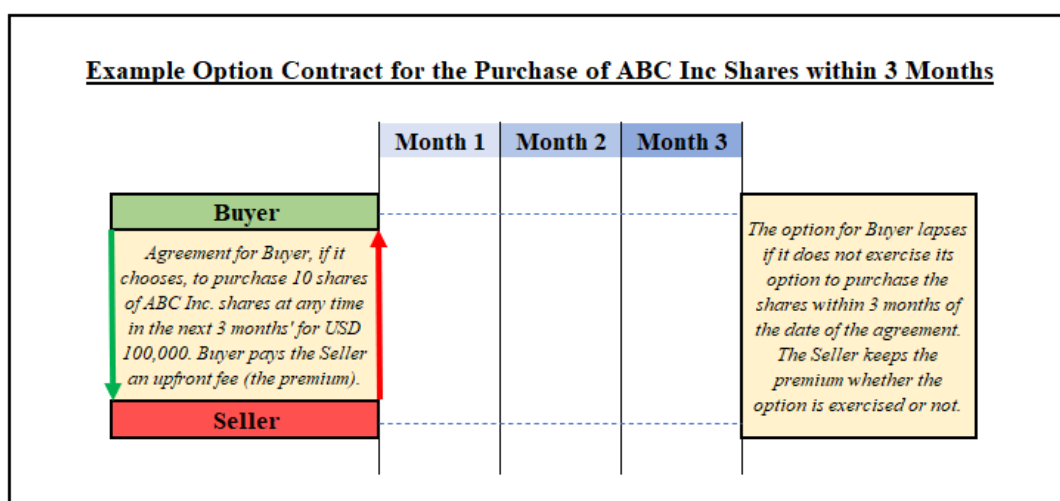 Example Option Contract for the Purchase of ABC Inc Shares within 3 Months
Month 1 Month 2 Month 3
Buyer
Agreement for Buyer, if it
chooses, to purchase 10 shares
of ABC Inc. shares at any time
in the next 3 months' for USD
100,000. Buyer pays the Seller
an upfront fee (the premium).
Seller
The option for Buyer lapses
if it does not exercise its
option to purchase the
shares within 3 months of
the date of the agreement.
The Seller keeps the
premium whether the
option is exercised or not.